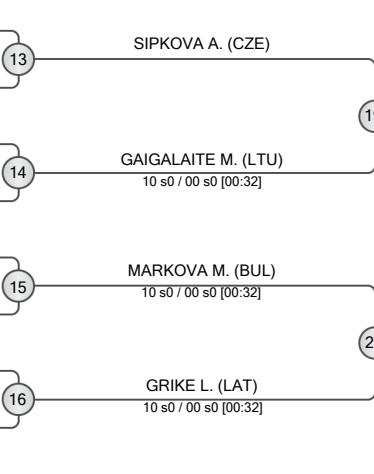 13
SIPKOVA A. (CZE)
14
GAIGALAITE M. (LTU)
10 s0 / 00 s0 [00:32]
15
MARKOVA M. (BUL)
10 s0 / 00 s0 [00:32]
16
GRIKE L. (LAT)
10 s0 / 00 s0 [00:32]